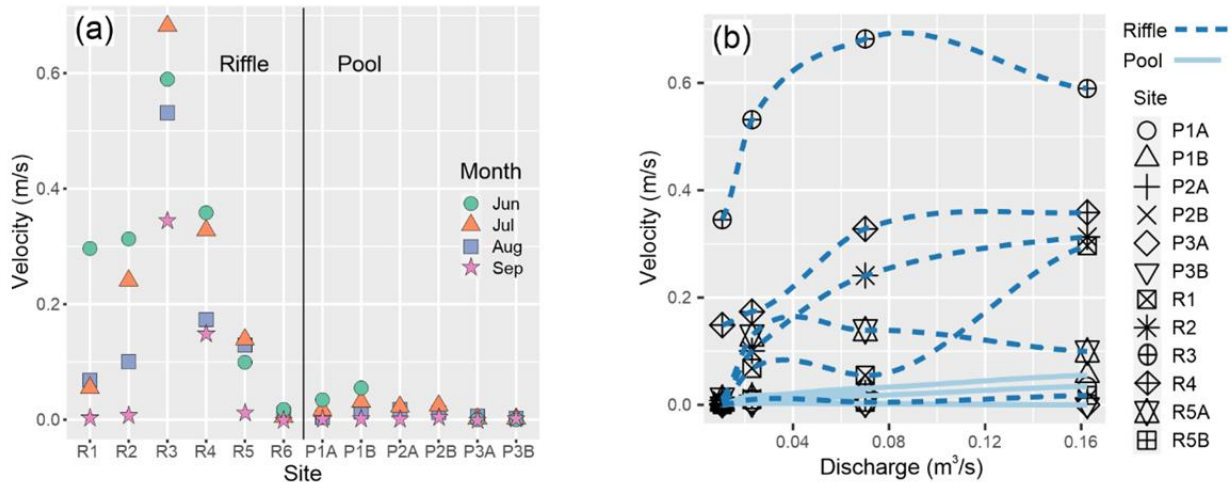 (a)
Riffle
Pool
0.6
0.4
0.2
0.0
Velocity (m/s)
Month
Jun
Jul
Aug
Sep
R1
R2
R3
R4
R5
R6
P1A
P1B
P2A
P2B
P3A
P3B
Site
(b)
0.6
0.4
0.2
0.0
Velocity (m/s)
0.04
0.08
0.12
0.16
Discharge (m³/s)
Riffle
Pool
Site
P1A
P1B
P2A
P2B
P3A
P3B
R1
R2
R3
R4
R5A
R5B